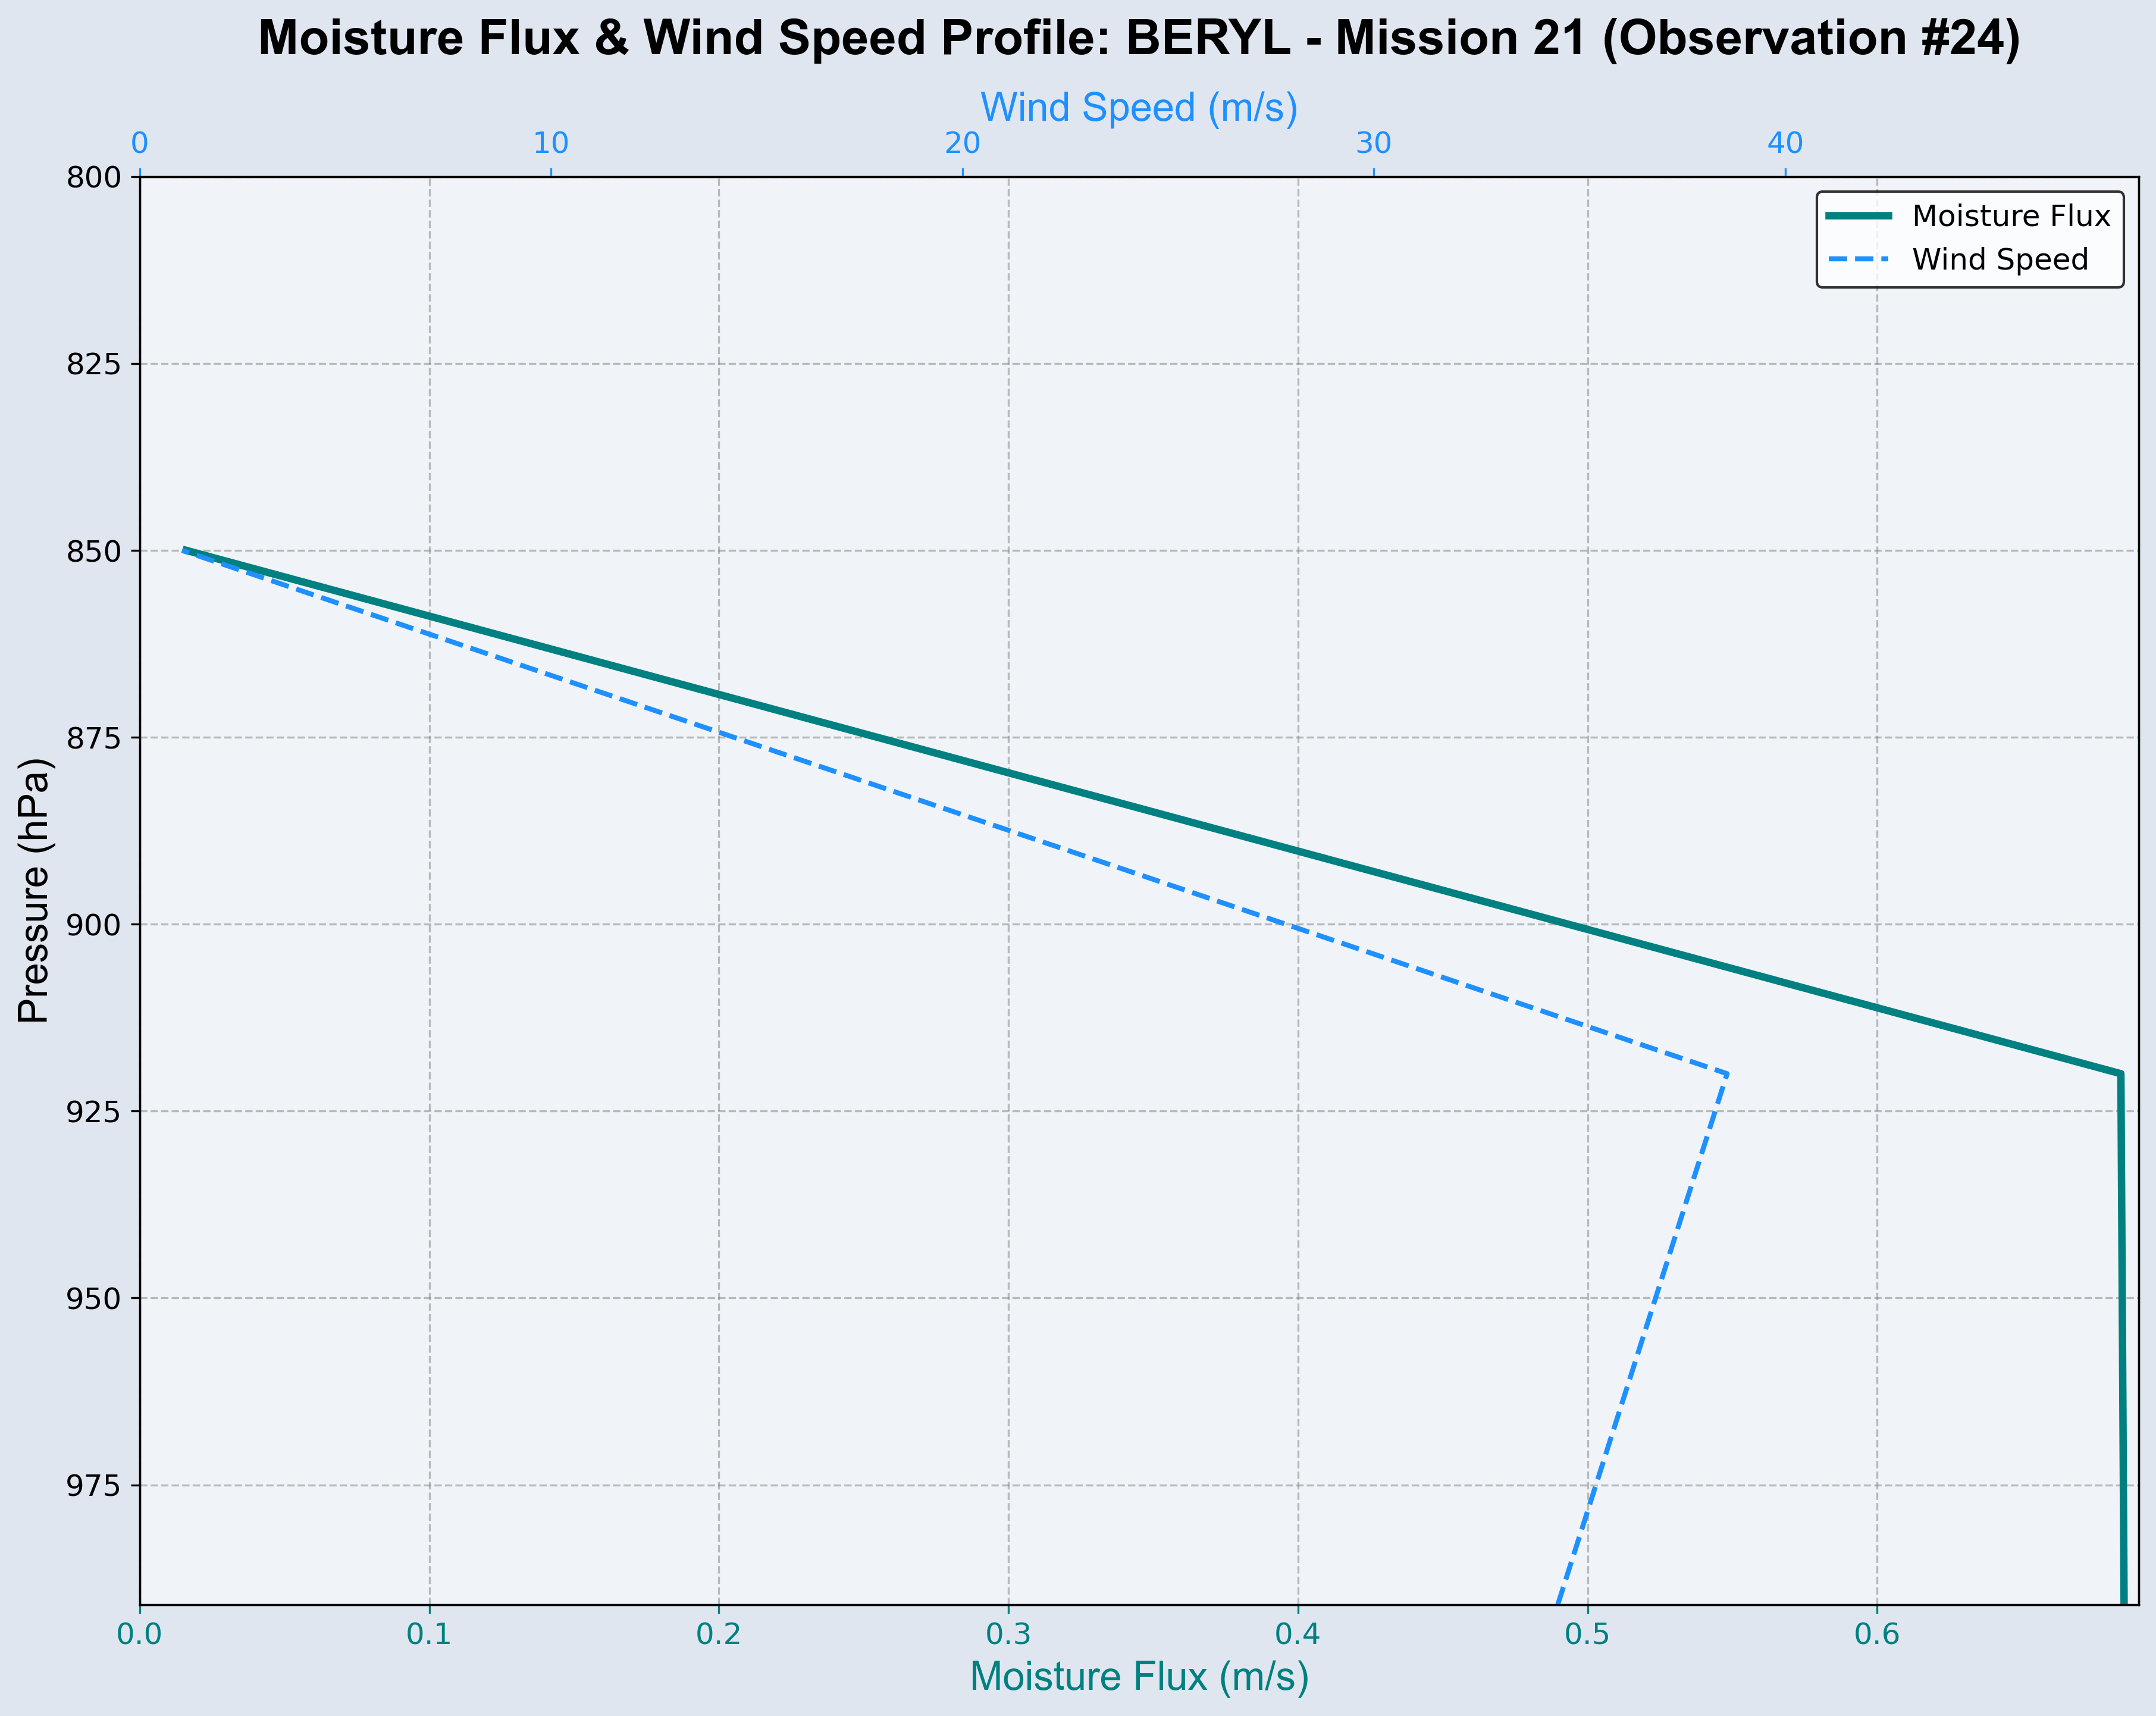 Moisture Flux & Wind Speed Profile: BERYL - Mission 21 (Observation #24)
Wind Speed (m/s)
0 10 20 30 40
Moisture Flux
Wind Speed
Pressure (hPa)
800
825
850
875
900
925
950
975
0.0 0.1 0.2 0.3 0.4 0.5 0.6
Moisture Flux (m/s)